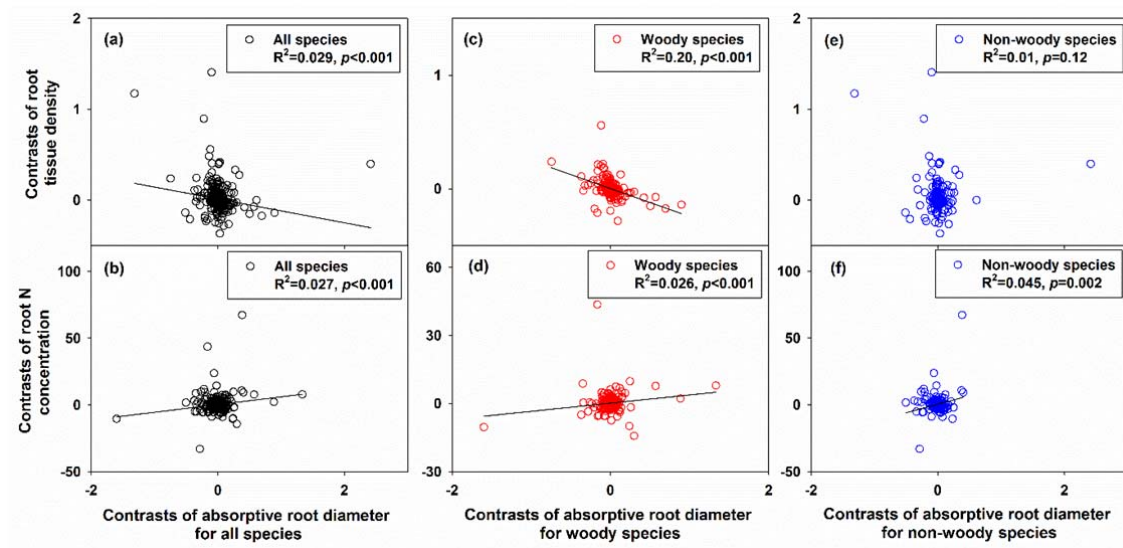 (a)
All species
R²=0.029, p<0.001
(c)
Woody species
R²=0.20, p<0.001
(e)
Non-woody species
R²=0.01, p=0.12
Contrasts of root
tissue density
2
1
0
1
0
2
1
0
(b)
All species
R²=0.027, p<0.001
(d)
Woody species
R²=0.026, p<0.001
(f)
Non-woody species
R²=0.045, p=0.002
Contrasts of root N
concentration
100
50
0
-50
60
30
0
-30
100
50
0
-50
-2 0 2
-2 0 2
-2 0 2
Contrasts of absorptive root diameter
for all species
Contrasts of absorptive root diameter
for woody species
Contrasts of absorptive root diameter
for non-woody species